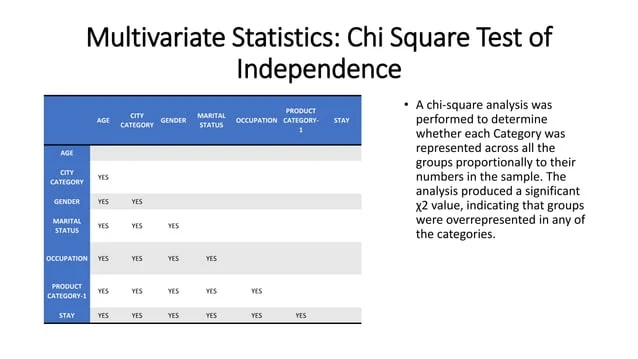 Multivariate Statistics: Chi Square Test of
Independence
AGE CITY CATEGORY GENDER MARITAL STATUS OCCUPATION PRODUCT CATEGORY-1 STAY
AGE
CITY CATEGORY YES
GENDER YES YES
MARITAL STATUS YES YES YES
OCCUPATION YES YES YES YES
PRODUCT CATEGORY-1 YES YES YES YES YES
STAY YES YES YES YES YES YES
• A chi-square analysis was
performed to determine
whether each Category was
represented across all the
groups proportionally to their
numbers in the sample. The
analysis produced a significant
χ2 value, indicating that groups
were overrepresented in any of
the categories.